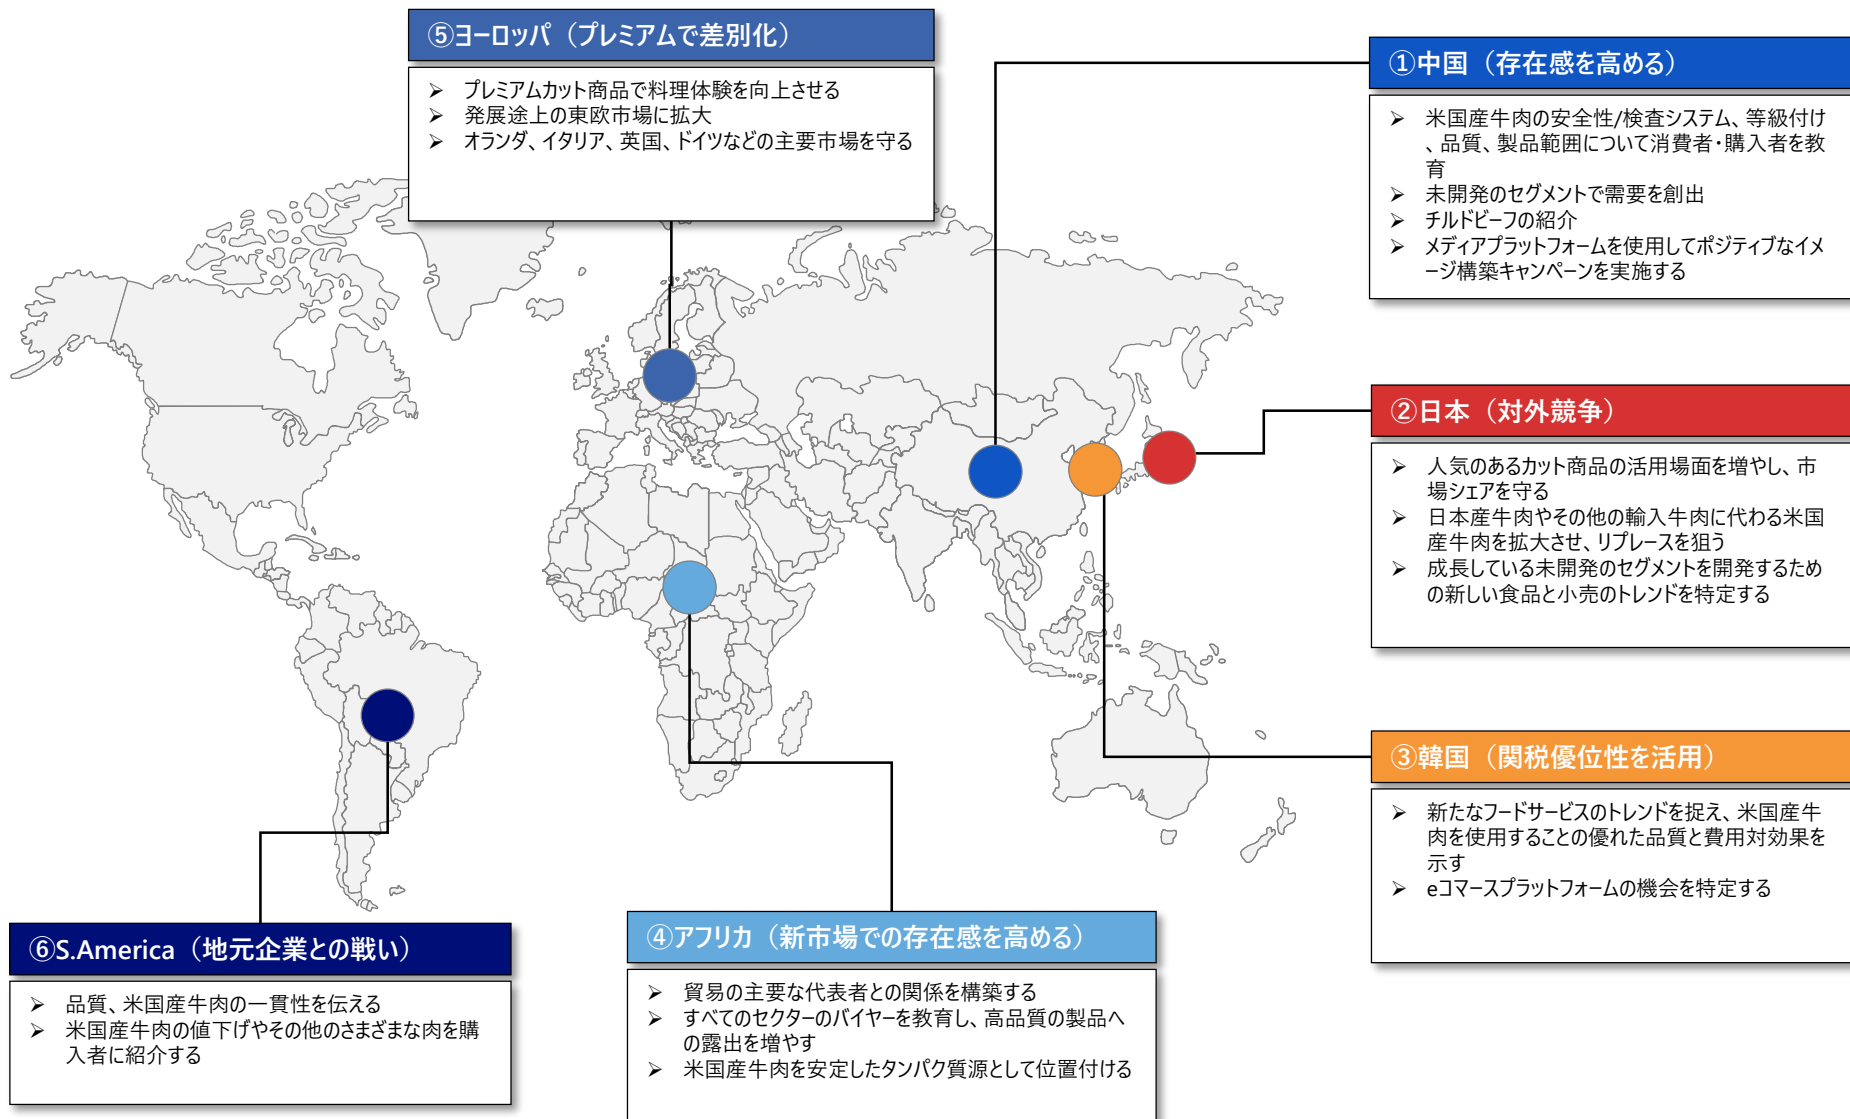 ⑤ヨーロッパ（プレミアムで差別化）
➢ プレミアムカット商品で料理体験を向上させる
➢ 発展途上の東欧市場に拡大
➢ オランダ、イタリア、英国、ドイツなどの主要市場を守る
①中国（存在感を高める）
➢ 米国産牛肉の安全性/検査システム、等級付け
、品質、製品範囲について消費者・購入者を教
育
➢ 未開発のセグメントで需要を創出
➢ チルドビーフの紹介
➢ メディアプラットフォームを使用してポジティブなイメ
ージ構築キャンペーンを実施する
②日本（対外競争）
➢ 人気のあるカット商品の活用場面を増やし、市
場シェアを守る
➢ 日本産牛肉やその他の輸入牛肉に代わる米国
産牛肉を拡大させ、リプレースを狙う
➢ 成長している未開発のセグメントを開発するため
の新しい食品と小売のトレンドを特定する
③韓国（関税優位性を活用）
➢ 新たなフードサービスのトレンドを捉え、米国産牛
肉を使用することの優れた品質と費用対効果を
示す
➢ eコマースプラットフォームの機会を特定する
④アフリカ（新市場での存在感を高める）
➢ 貿易の主要な代表者との関係を構築する
➢ すべてのセクターのバイヤーを教育し、高品質の製品へ
の露出を増やす
➢ 米国産牛肉を安定したタンパク質源として位置付ける
⑥S.America（地元企業との戦い）
➢ 品質、米国産牛肉の一貫性を伝える
➢ 米国産牛肉の値下げやその他のさまざまな肉を購
入者に紹介する